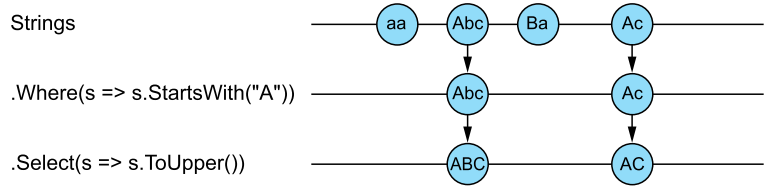 Strings aa Abc Ba Ac
.Where(s => s.StartsWith("A")) Abc Ac
.Select(s => s.ToUpper()) ABC AC